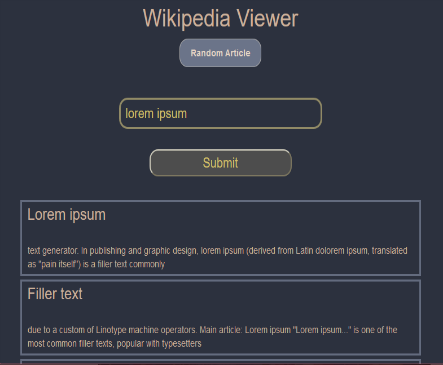 Wikipedia Viewer
Random Article
lorem ipsum
Submit
Lorem ipsum
text generator. In publishing and graphic design, lorem ipsum (derived from Latin dolorem ipsum, translated
as "pain itself") is a filler text commonly
Filler text
due to a custom of Linotype machine operators. Main article: Lorem ipsum "Lorem ipsum..." is one of the
most common filler texts, popular with typesetters